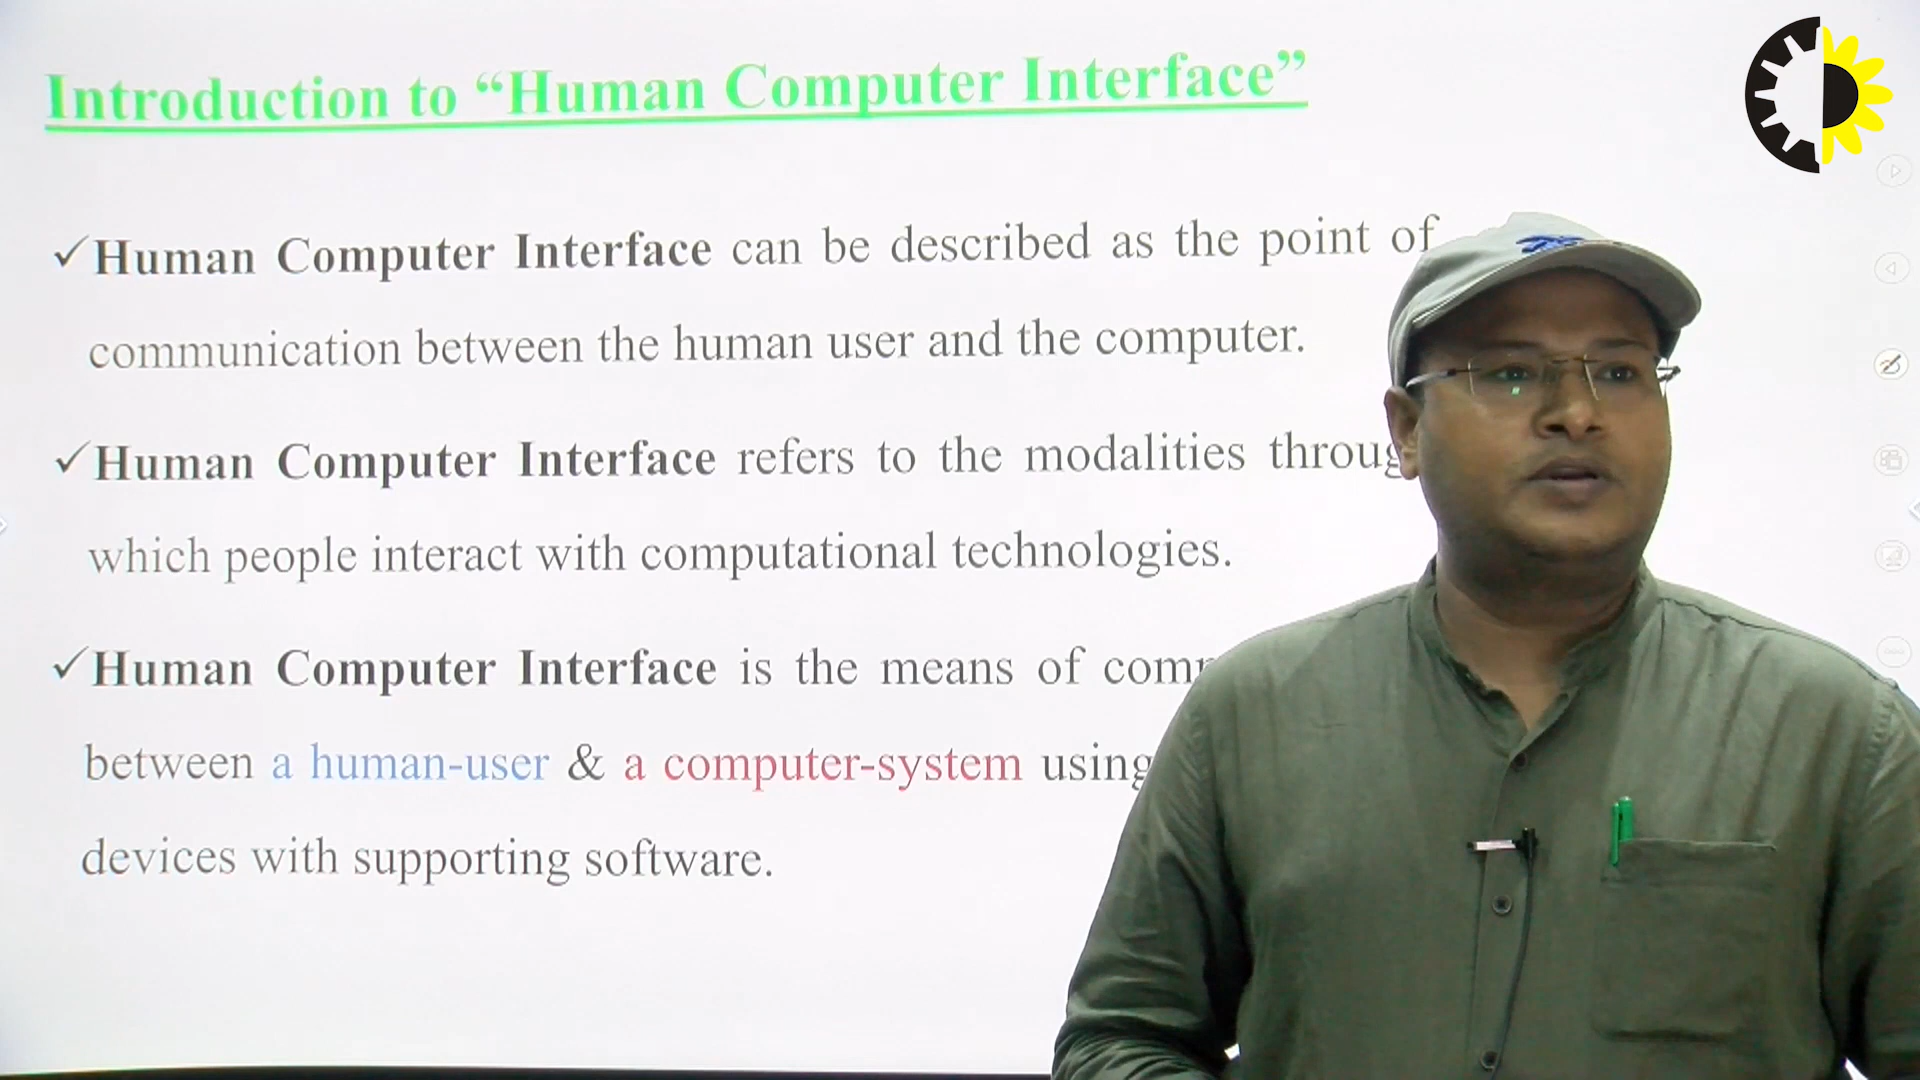 Introduction to “Human Computer Interface”
✓Human Computer Interface can be described as the point of
communication between the human user and the computer.
✓Human Computer Interface refers to the modalities
which people interact with computational technologies.
✓Human Computer Interface is the means of
between a human-user & a computer-system using
devices with supporting software.